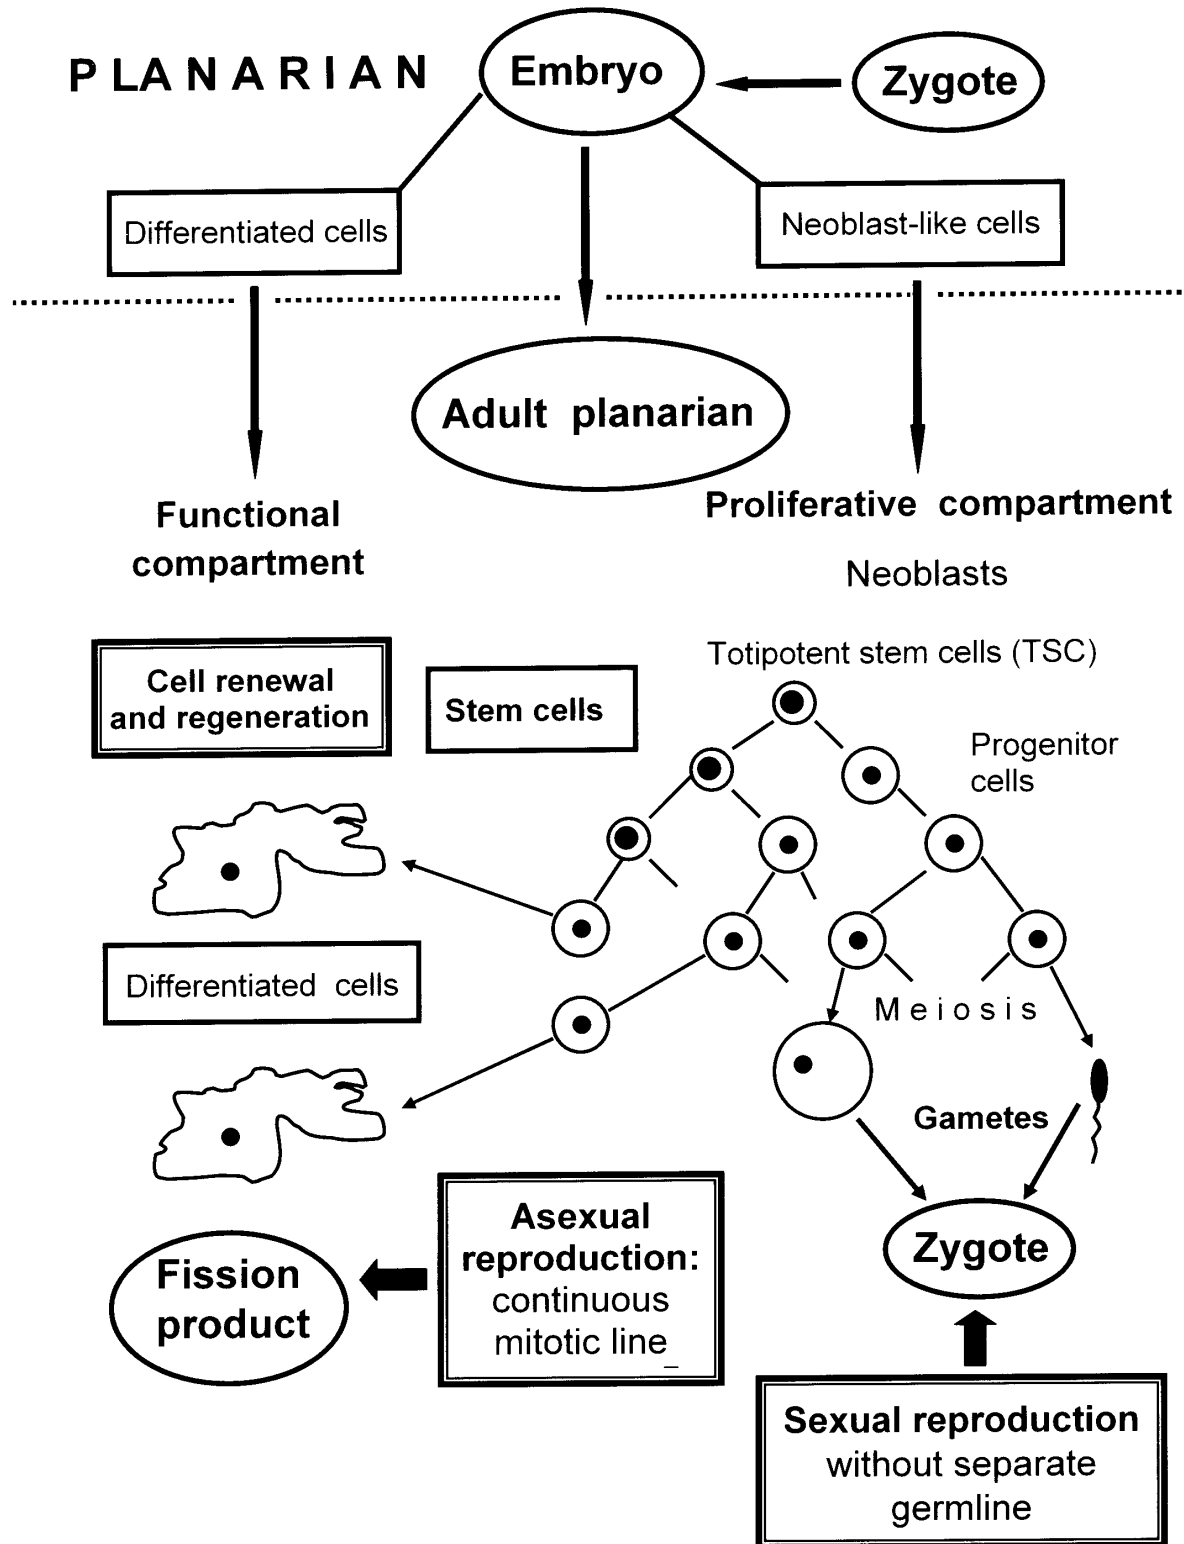 PLANARIAN
Embryo
Zygote
Differentiated cells
Neoblast-like cells
Adult planarian
Functional
compartment
Proliferative compartment
Neoblasts
Totipotent stem cells (TSC)
Cell renewal
and regeneration
Stem cells
Progenitor
cells
Differentiated cells
Meiosis
Gametes
Asexual
reproduction:
continuous
mitotic line_
Fission
product
Zygote
Sexual reproduction
without separate
germline